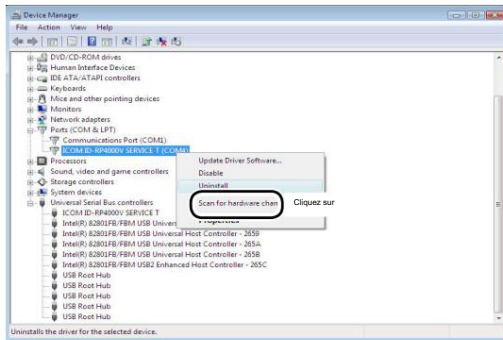 Device Manager
File Action View Help
DVD/CD-ROM drives
Human Interface Devices
IDE ATA/ATAPI controllers
Keyboards
Mice and other pointing devices
Monitors
Network adapters
Ports (COM & LPT)
Communications Port (COM1)
ICOM ID-RP4000V SERVICE T (COM4)
Processors
Sound, video and game controllers
Storage controllers
System devices
Universal Serial Bus controllers
ICOM ID-RP4000V SERVICE T
Intel(R) 82801FB/FBM USB Univers
Intel(R) 82801FB/FBM USB Universal Host Controller - 2659
Intel(R) 82801FB/FBM USB Universal Host Controller - 265A
Intel(R) 82801FB/FBM USB Universal Host Controller - 265B
Intel(R) 82801FB/FBM USB2 Enhanced Host Controller - 265C
USB Root Hub
USB Root Hub
USB Root Hub
USB Root Hub
USB Root Hub
Update Driver Software...
Disable
Uninstall
Scan for hardware chan
Cliquez sur
Properties
Uninstalls the driver for the selected device.